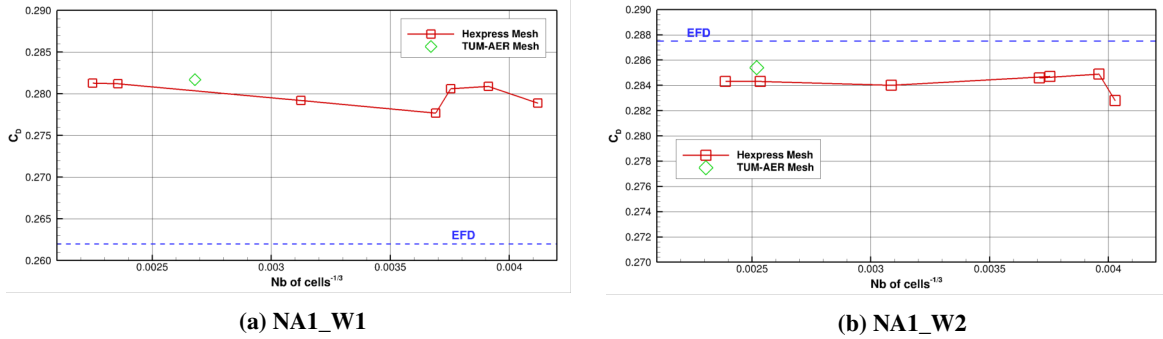 0.290
0.285
0.280
0.275
0.270
0.265
0.260
C_D
Hexpress Mesh
TUM-AER Mesh
EFD
0.0025 0.003 0.0035 0.004
Nb of cells^-1/3
(a) NA1_W1
0.290
0.288
0.286
0.284
0.282
0.280
0.278
0.276
0.274
0.272
0.270
C_D
EFD
Hexpress Mesh
TUM-AER Mesh
0.0025 0.003 0.0035 0.004
Nb of cells^-1/3
(b) NA1_W2